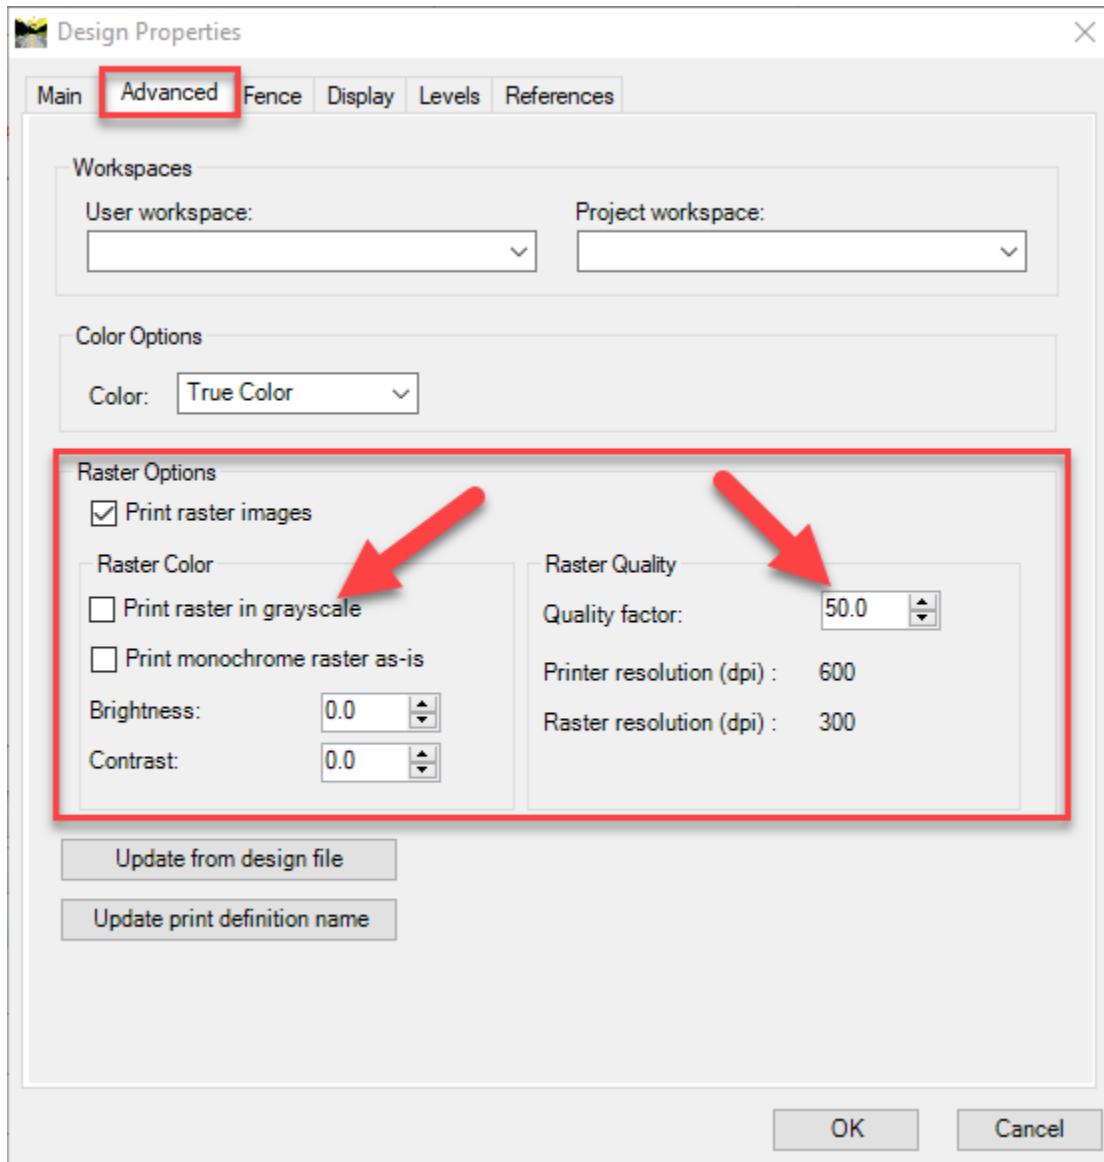 Design Properties
Main Advanced Fence Display Levels References
Workspaces
User workspace: Project workspace:
Color Options
Color: True Color
Raster Options
Print raster images
Raster Color Raster Quality
Print raster in grayscale Quality factor: 50.0
Print monochrome raster as-is Printer resolution (dpi) : 600
Brightness: 0.0 Raster resolution (dpi) : 300
Contrast: 0.0
Update from design file
Update print definition name
OK Cancel